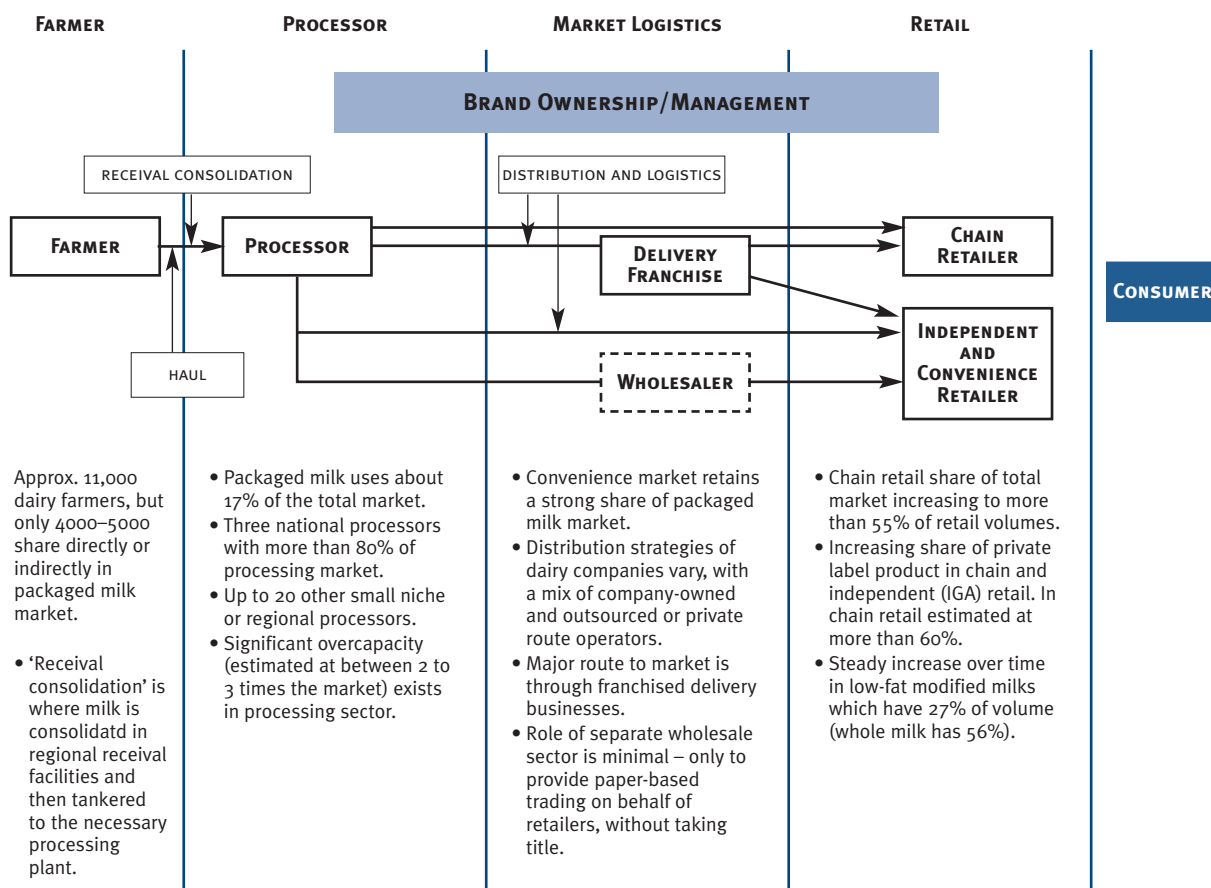 FARMER
PROCESSOR
MARKET LOGISTICS
RETAIL
BRAND OWNERSHIP/MANAGEMENT
RECEIVAL CONSOLIDATION
DISTRIBUTION AND LOGISTICS
FARMER
PROCESSOR
DELIVERY
FRANCHISE
CHAIN
RETAILER
CONSUMER
HAUL
WHOLESALER
INDEPENDENT
AND
CONVENIENCE
RETAILER
Approx. 11,000
dairy farmers, but
only 4000–5000
share directly or
indirectly in
packaged milk
market.
• ‘Receival
consolidation’ is
where milk is
consolidatd in
regional receival
facilities and
then tankered
to the necessary
processing
plant.
• Packaged milk uses about
17% of the total market.
• Three national processors
with more than 80% of
processing market.
• Up to 20 other small niche
or regional processors.
• Significant overcapacity
(estimated at between 2 to
3 times the market) exists
in processing sector.
• Convenience market retains
a strong share of packaged
milk market.
• Distribution strategies of
dairy companies vary, with
a mix of company-owned
and outsourced or private
route operators.
• Major route to market is
through franchised delivery
businesses.
• Role of separate wholesale
sector is minimal – only to
provide paper-based
trading on behalf of
retailers, without taking
title.
• Chain retail share of total
market increasing to more
than 55% of retail volumes.
• Increasing share of private
label product in chain and
independent (IGA) retail. In
chain retail estimated at
more than 60%.
• Steady increase over time
in low-fat modified milks
which have 27% of volume
(whole milk has 56%).